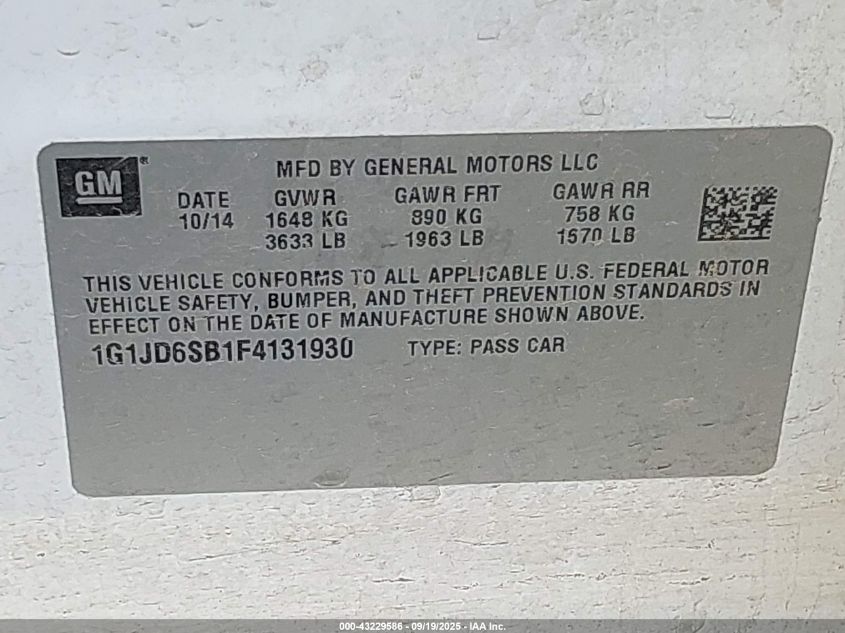 MFD BY GENERAL MOTORS LLC
GM®
DATE GVWR GAWR FRT GAWR RR
10/14 1648 KG 890 KG 758 KG
3633 LB 1963 LB 1670 LB
THIS VEHICLE CONFORMS TO ALL APPLICABLE U.S. FEDERAL MOTOR
VEHICLE SAFETY, BUMPER, AND THEFT PREVENTION STANDARDS IN
EFFECT ON THE DATE OF MANUFACTURE SHOWN ABOVE.
1G1JD6SB1F4131930 TYPE: PASS CAR
000-43229586 - 09/19/2025 - IAA Inc.